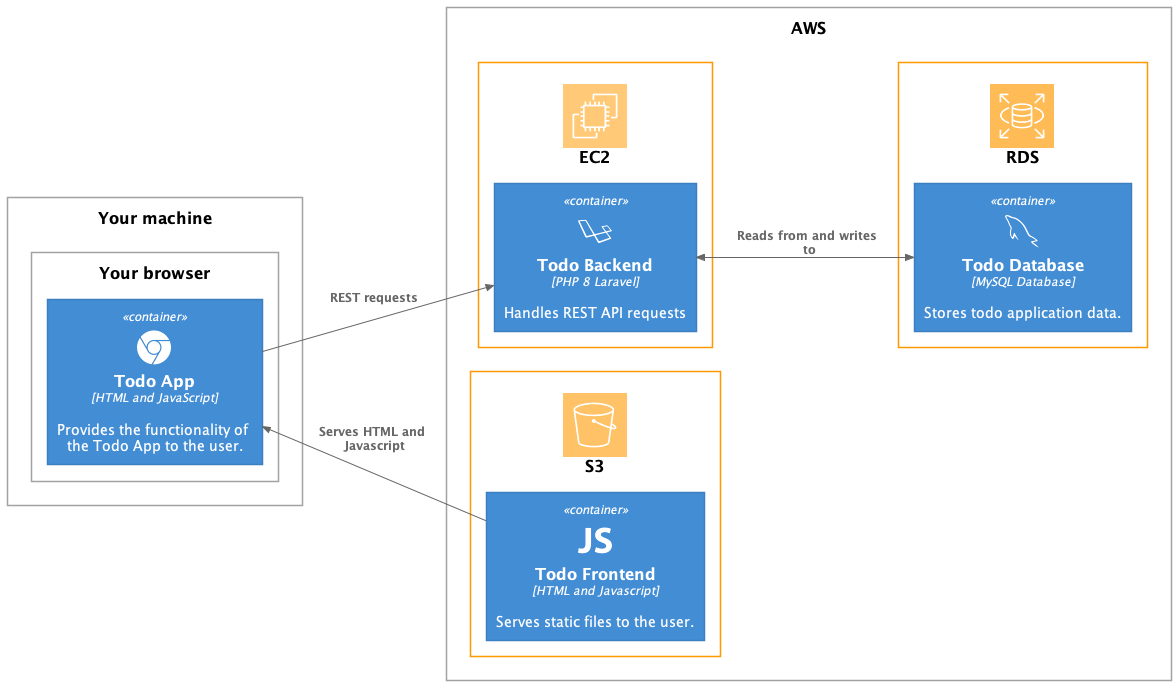 AWS
EC2
«container»
Todo Backend
[PHP 8 Laravel]
Handles REST API requests
Reads from and writes
to
RDS
«container»
Todo Database
[MySQL Database]
Stores todo application data.
Your machine
Your browser
«container»
Todo App
[HTML and JavaScript]
Provides the functionality of
the Todo App to the user.
REST requests
Serves HTML and
Javascript
S3
«container»
JS
Todo Frontend
[HTML and Javascript]
Serves static files to the user.